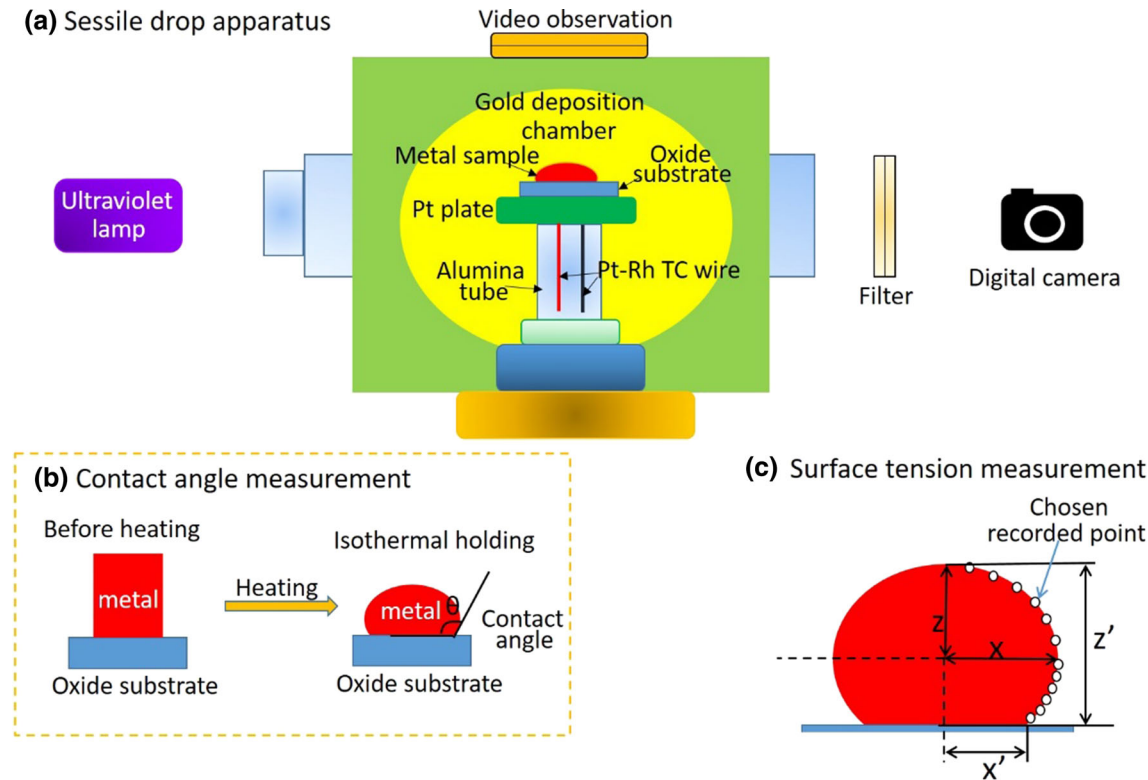 (a) Sessile drop apparatus
Video observation
Gold deposition
chamber
Metal sample
Oxide
substrate
Ultraviolet
lamp
Pt plate
Alumina
tube
Pt-Rh TC wire
Filter
Digital camera
(b) Contact angle measurement
Before heating
metal
Oxide substrate
Heating
Isothermal holding
metal
θ
Contact
angle
Oxide substrate
(c) Surface tension measurement
Chosen
recorded point
z
x
z’
x’